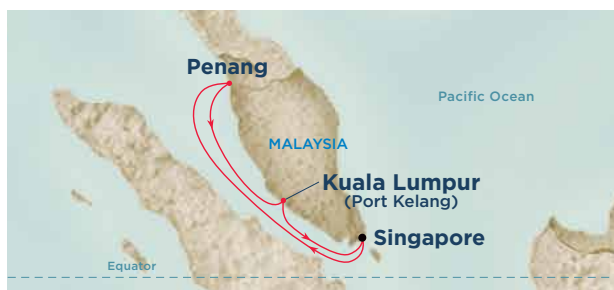 Penang
Pacific Ocean
MALAYSIA
Kuala Lumpur
(Port Kelang)
Singapore
Equator